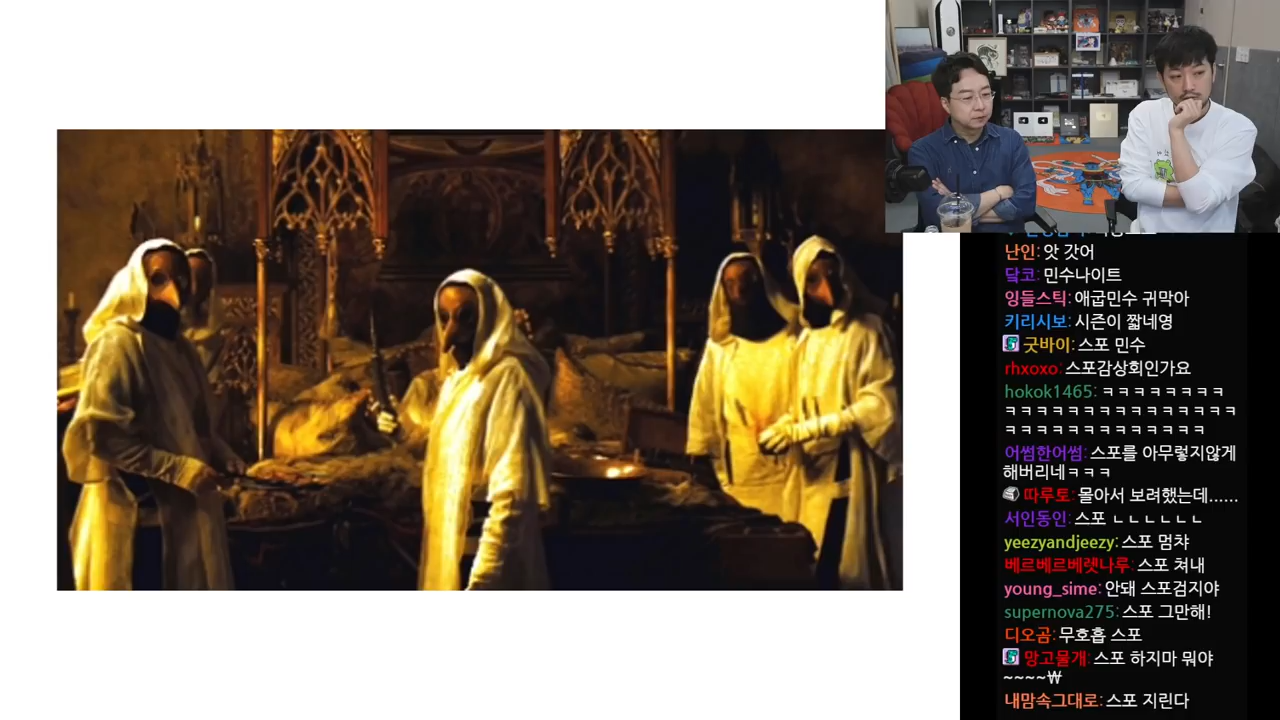 난인: 앗 갓어
닼코: 민수나이트
잉들스틱: 애굽민수 귀막아
키리시보: 시즌이 짧네영
굿바이: 스포 민수
rhxoxo: 스포감상회인가요
hokok1465: ㅋㅋㅋㅋㅋㅋㅋㅋ
ㅋㅋㅋㅋㅋㅋㅋㅋㅋㅋㅋㅋㅋㅋㅋ
ㅋㅋㅋㅋㅋㅋㅋㅋㅋㅋㅋㅋㅋ
어썸한어썸: 스포를 아무렇지않게
해버리네ㅋㅋㅋ
따루토: 몰아서 보려했는데......
서인동인: 스포 ㄴㄴㄴㄴㄴㄴ
yeezyandjeezy: 스포 멈챠
베르베르베렛나루: 스포 쳐내
young_sime: 안돼 스포검지야
supernova275: 스포 그만해!
디오곰: 무호흡 스포
망고물개: 스포 하지마 뭐야
~~~~₩
내맘속그대로: 스포 지린다